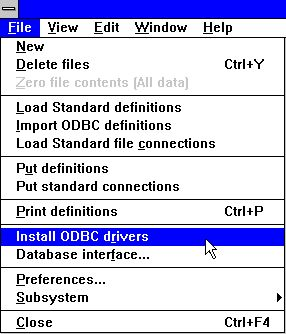 File View Edit Window Help
New
Delete files Ctrl+Y
Zero file contents (All data)
Load Standard definitions
Import ODBC definitions
Load Standard file connections
Put definitions
Put standard connections
Print definitions Ctrl+P
Install ODBC drivers
Database interface...
Preferences...
Subsystem
Close Ctrl+F4